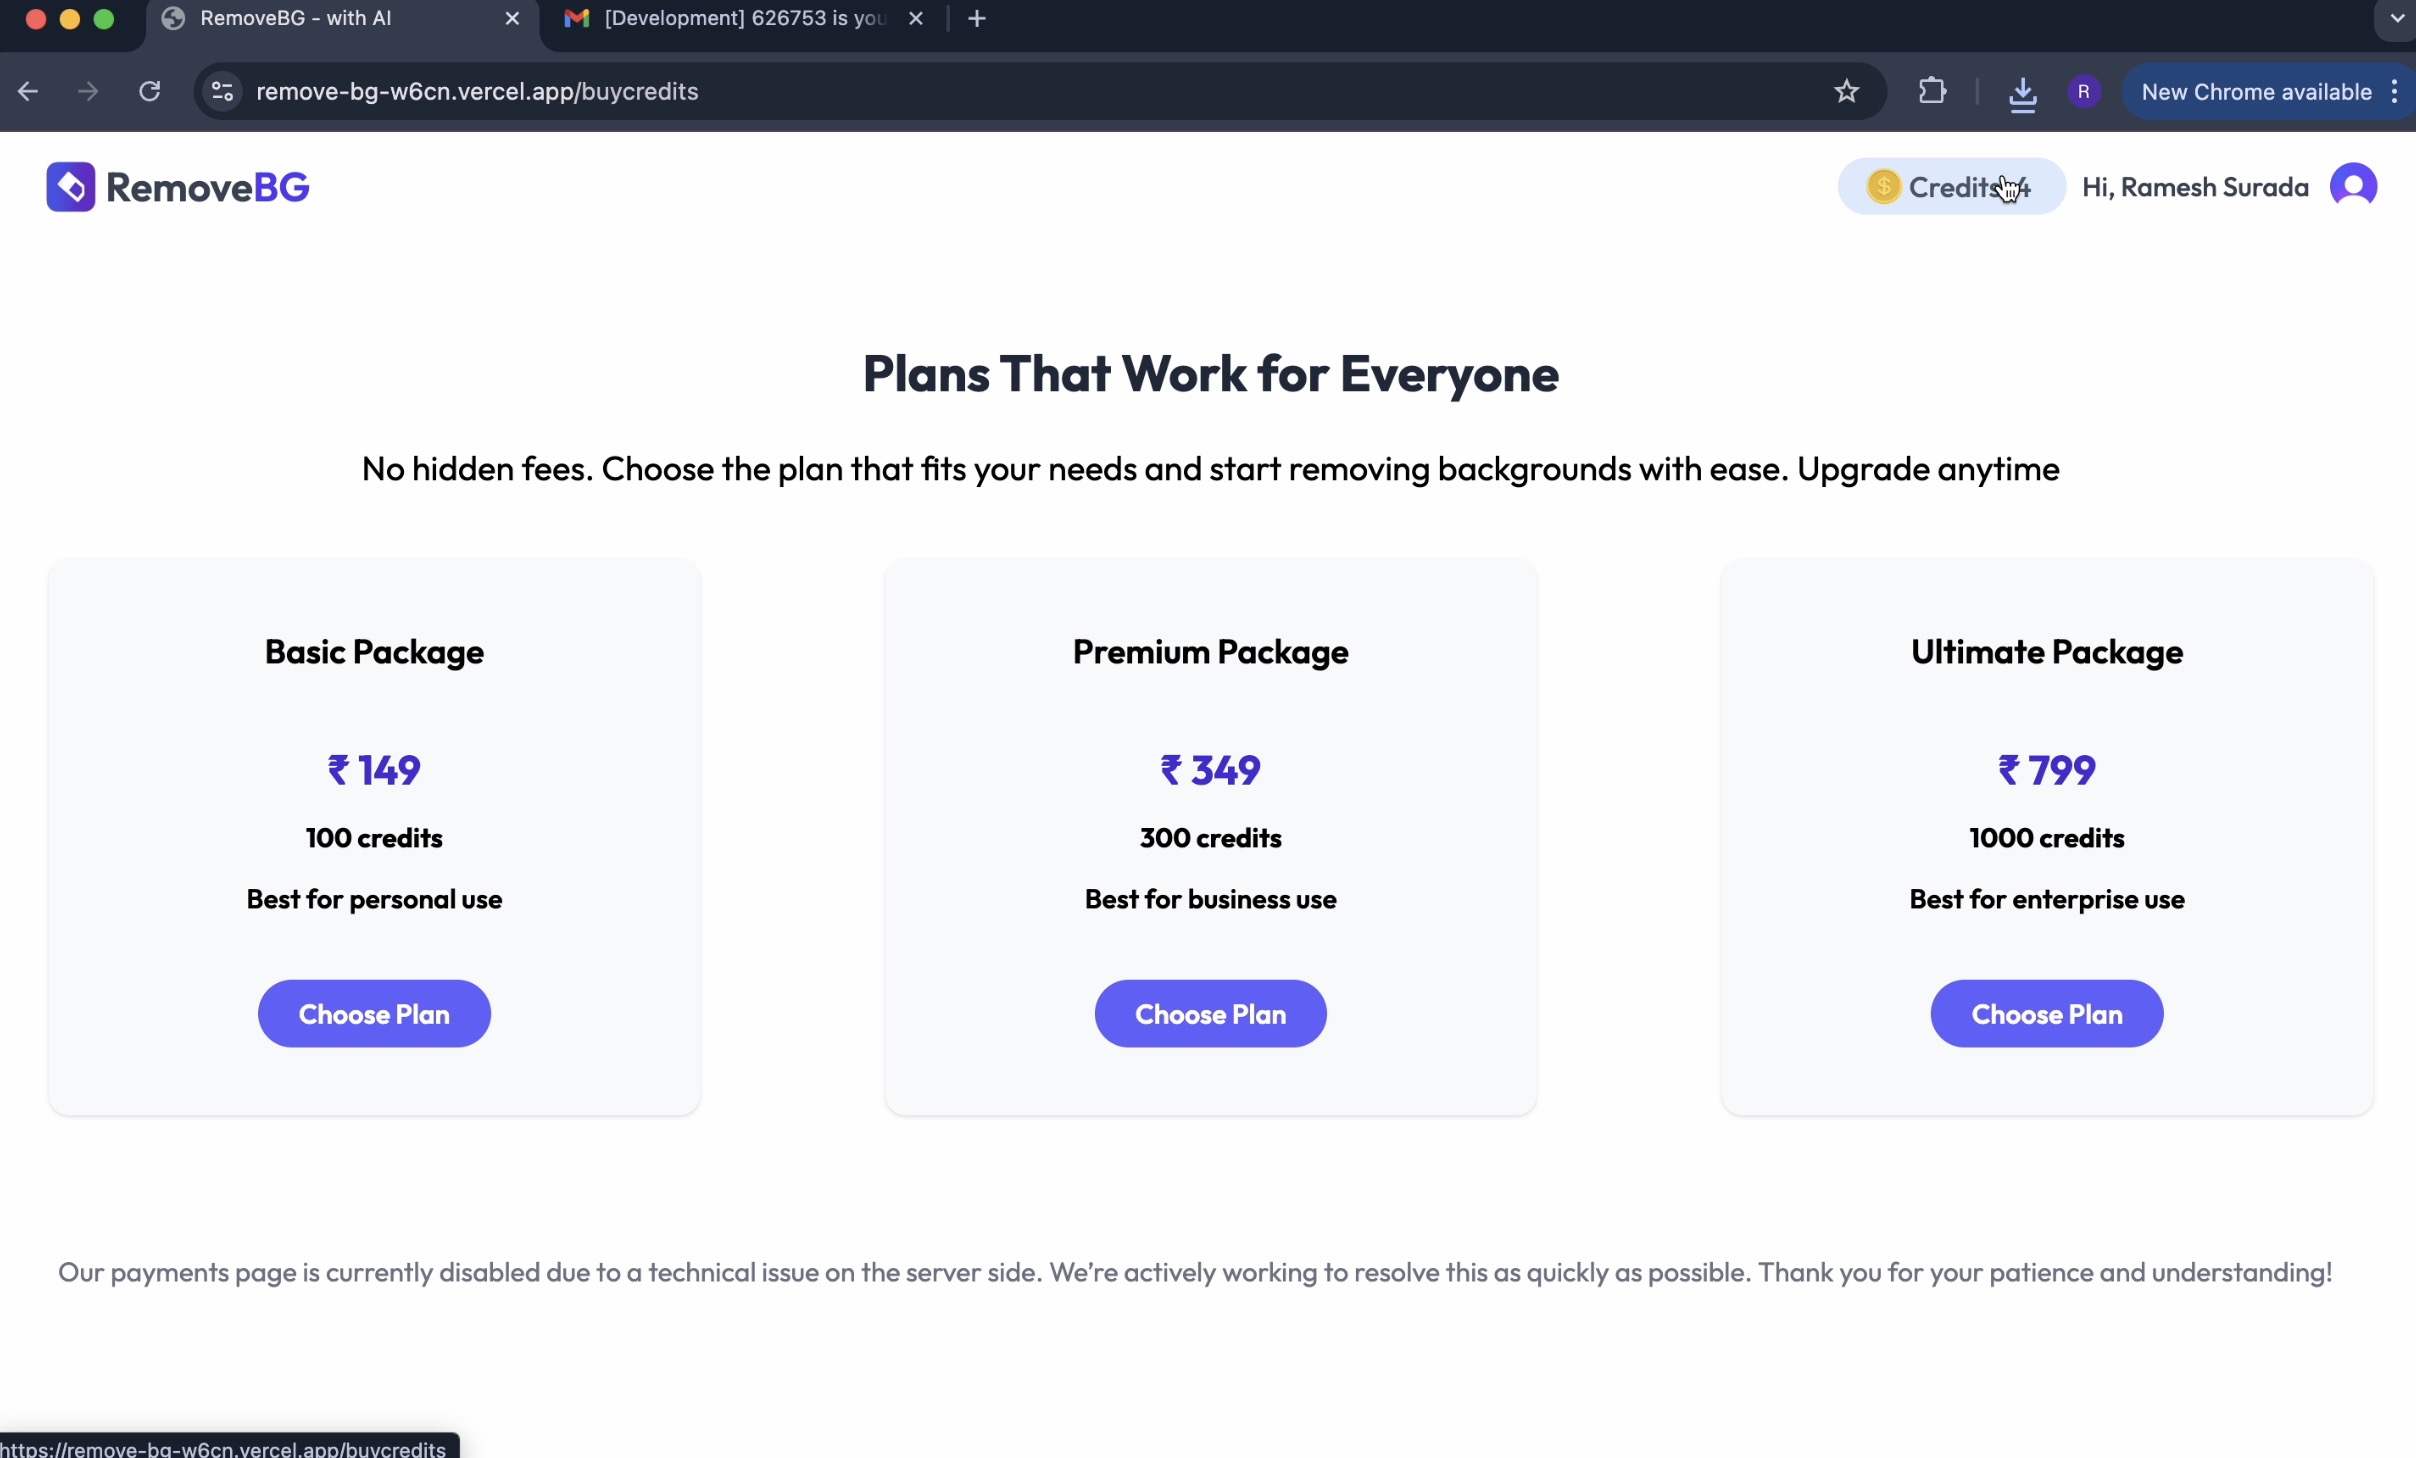 RemoveBG - with AI
[Development] 626753 is you
remove-bg-w6cn.vercel.app/buycredits
R
New Chrome available
RemoveBG
Credits 4
Hi, Ramesh Surada
Plans That Work for Everyone
No hidden fees. Choose the plan that fits your needs and start removing backgrounds with ease. Upgrade anytime
Basic Package
₹ 149
100 credits
Best for personal use
Choose Plan
Premium Package
₹ 349
300 credits
Best for business use
Choose Plan
Ultimate Package
₹ 799
1000 credits
Best for enterprise use
Choose Plan
Our payments page is currently disabled due to a technical issue on the server side. We’re actively working to resolve this as quickly as possible. Thank you for your patience and understanding!
https://remove-bg-w6cn.vercel.app/buycredits